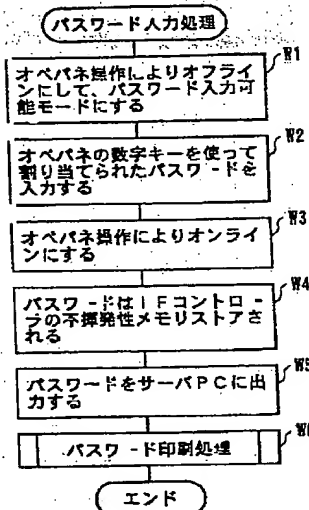 パスワード入力処理
W1
オペパネ操作によりオフライ
ンにして、パスワード入力可
能モードにする
W2
オペパネの数字キーを使って
割り当てられたパスワードを
入力する
W3
オペパネ操作によりオンライ
ンにする
W4
パスワードはIFコントロー
ラの不揮発性メモリストアさ
れる
W5
パスワードをサーバPCに出
力する
W6
パスワード印刷処理
エンド